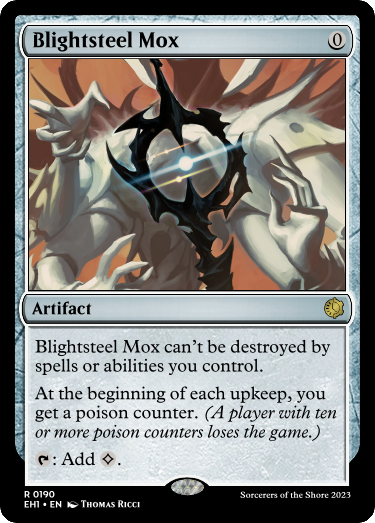 Blightsteel Mox 0
Artifact
Blightsteel Mox can't be destroyed by
spells or abilities you control.
At the beginning of each upkeep, you
get a poison counter. (A player with ten
or more poison counters loses the game.)
: Add .
R 0190
EH1 • EN Thomas Ricci
Sorcerers of the Shore 2023